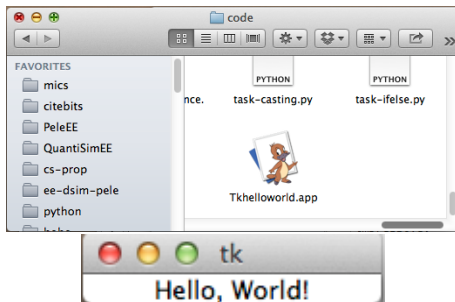 code
FAVORITES
mics
citebits
PeleEE
QuantiSimEE
cs-prop
ee-dsim-pele
python
PYTHON
PYTHON
nce.
task-casting.py
task-ifelse.py
Tkhelloworld.app
tk
Hello, World!